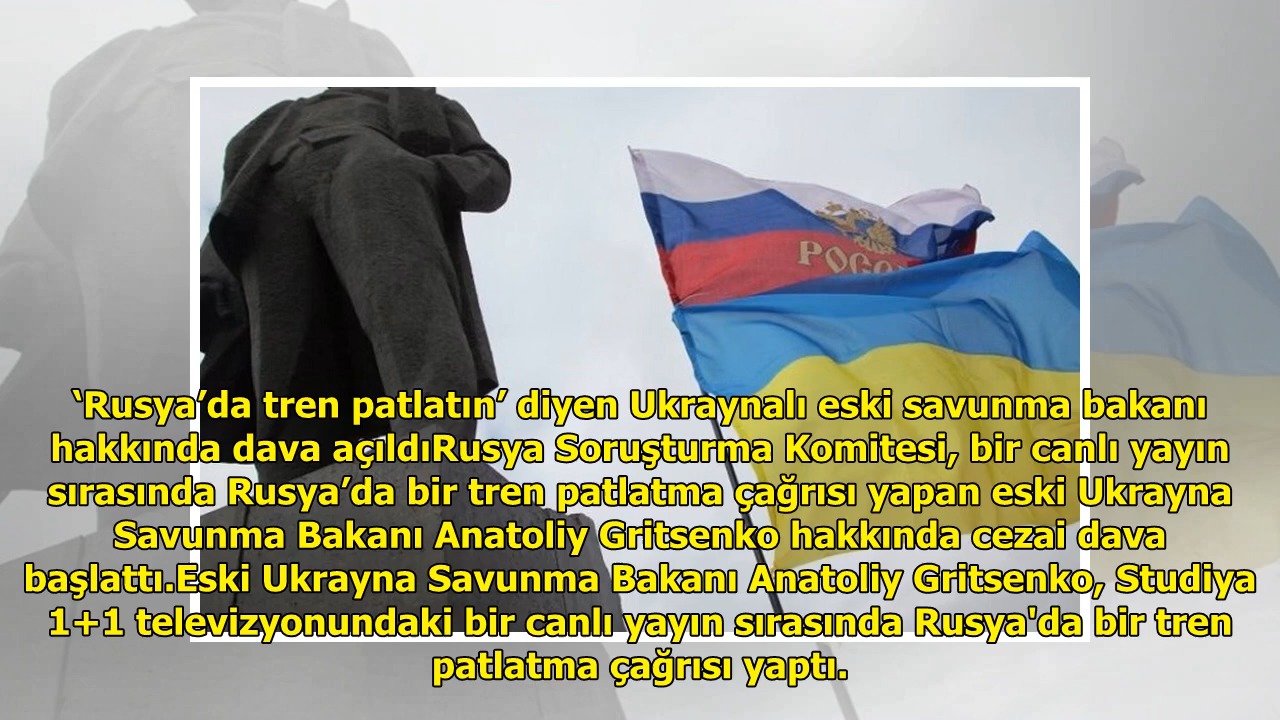 РОСС
‘Rusya’da tren patlatın’ diyen Ukraynalı eski savunma bakanı
hakkında dava açıldıRusya Soruşturma Komitesi, bir canlı yayın
sırasında Rusya’da bir tren patlatma çağrısı yapan eski Ukrayna
Savunma Bakanı Anatoliy Gritsenko hakkında cezai dava
başlattı.Eski Ukrayna Savunma Bakanı Anatoliy Gritsenko, Studiya
1+1 televizyonundaki bir canlı yayın sırasında Rusya'da bir tren
patlatma çağrısı yaptı.